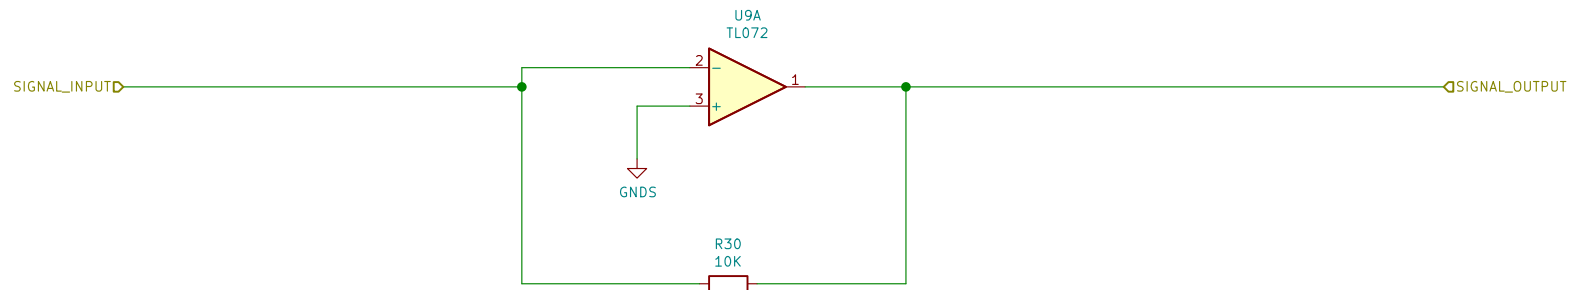 U9A
TL072
SIGNAL_INPUT
2
−
1
3
+
SIGNAL_OUTPUT
GNDS
R30
10K